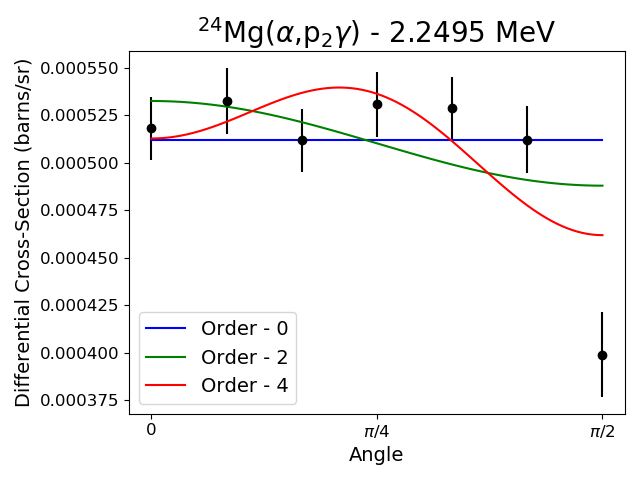 ²⁴Mg(α,p₂γ) - 2.2495 MeV
Differential Cross-Section (barns/sr)
0.000550
0.000525
0.000500
0.000475
0.000450
0.000425
0.000400
0.000375
Order - 0
Order - 2
Order - 4
0 π/4 π/2
Angle